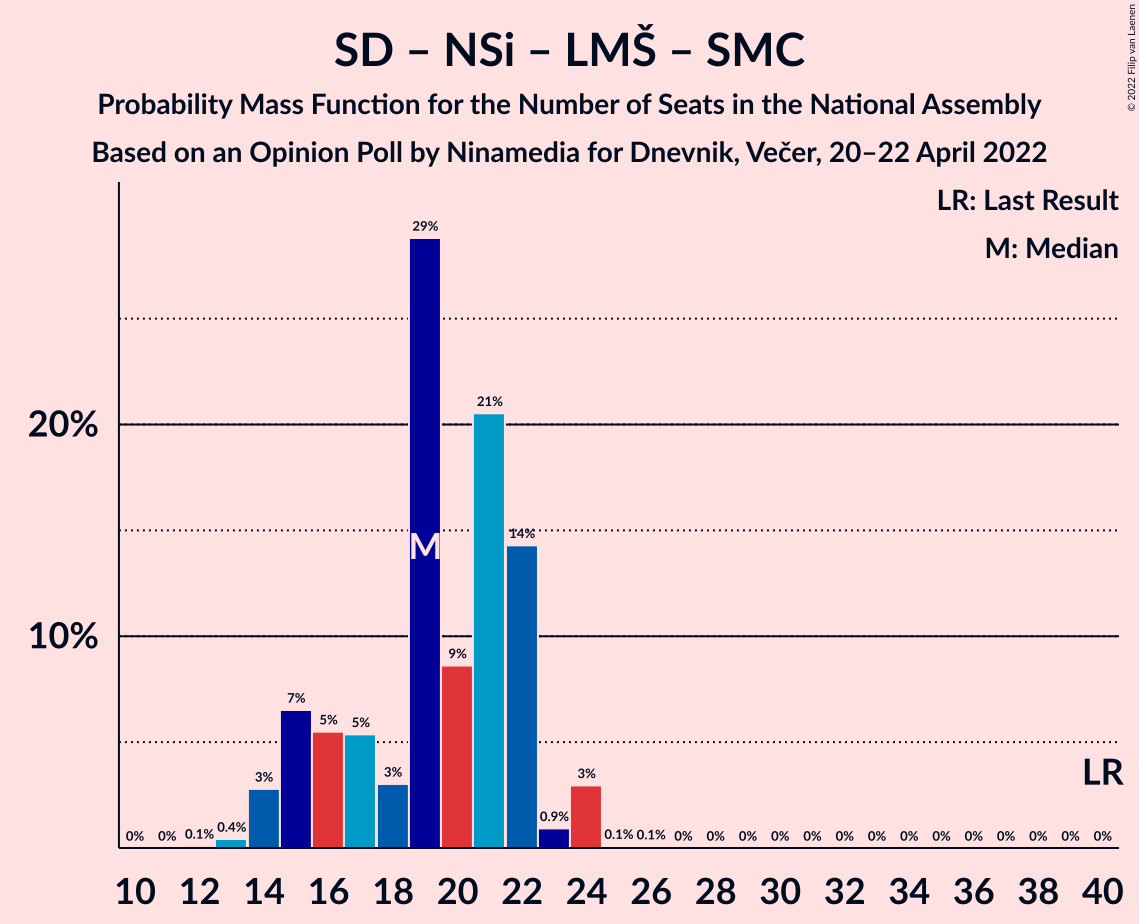 SD – NSi – LMŠ – SMC
Probability Mass Function for the Number of Seats in the National Assembly
Based on an Opinion Poll by Ninamedia for Dnevnik, Večer, 20–22 April 2022
© 2022 Filip van Laenen
LR: Last Result
M: Median
20%
10%
0% 0% 0.1% 0.4% 3% 7% 5% 5% 3% 29% 9% 21% 14% 0.9% 3% 0.1% 0.1% 0% 0% 0% 0% 0% 0% 0% 0% 0% 0% 0% 0% 0% 0%
M
LR
10 12 14 16 18 20 22 24 26 28 30 32 34 36 38 40